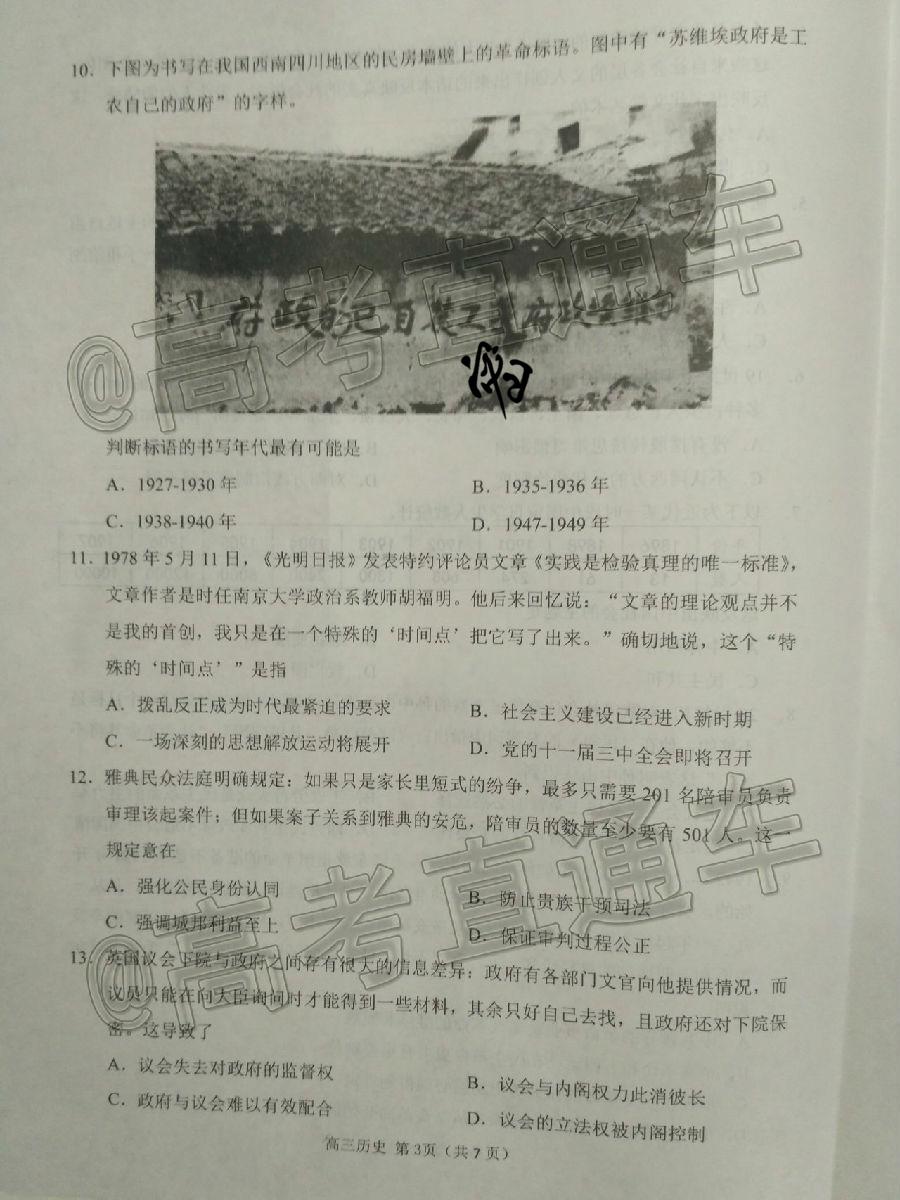 10．下图为书写在我国西南四川地区的民房墙壁上的革命标语。图中有“苏维埃政府是工
农自己的政府”的字样。
府政的己自农工是府政埃维苏
@高考直通车
判断标语的书写年代最有可能是
A．1927-1930 年
B．1935-1936 年
C．1938-1940 年
D．1947-1949 年
11．1978 年 5 月 11 日，《光明日报》发表特约评论员文章《实践是检验真理的唯一标准》，
文章作者是时任南京大学政治系教师胡福明。他后来回忆说：“文章的理论观点并不
是我的首创，我只是在一个特殊的‘时间点’把它写了出来。”确切地说，这个“特
殊的‘时间点’”是指
A．拨乱反正成为时代最紧迫的要求
B．社会主义建设已经进入新时期
C．一场深刻的思想解放运动将展开
D．党的十一届三中全会即将召开
12．雅典民众法庭明确规定：如果只是家长里短式的纷争，最多只需要 201 名陪审员负责
审理该起案件；但如果案子关系到雅典的安危，陪审员的数量至少要有 501 人。这一
规定意在
A．强化公民身份认同
B．防止贵族干预司法
C．强调城邦利益至上
D．保证审判过程公正
@高考直通车
13．英国议会下院与政府之间存有很大的信息差异：政府有各部门文官向他提供情况，而
议员只能在向大臣询问时才能得到一些材料，其余只好自己去找，且政府还对下院保
密。这导致了
A．议会失去对政府的监督权
B．议会与内阁权力此消彼长
C．政府与议会难以有效配合
D．议会的立法权被内阁控制
高三历史 第 3页（共 7 页）